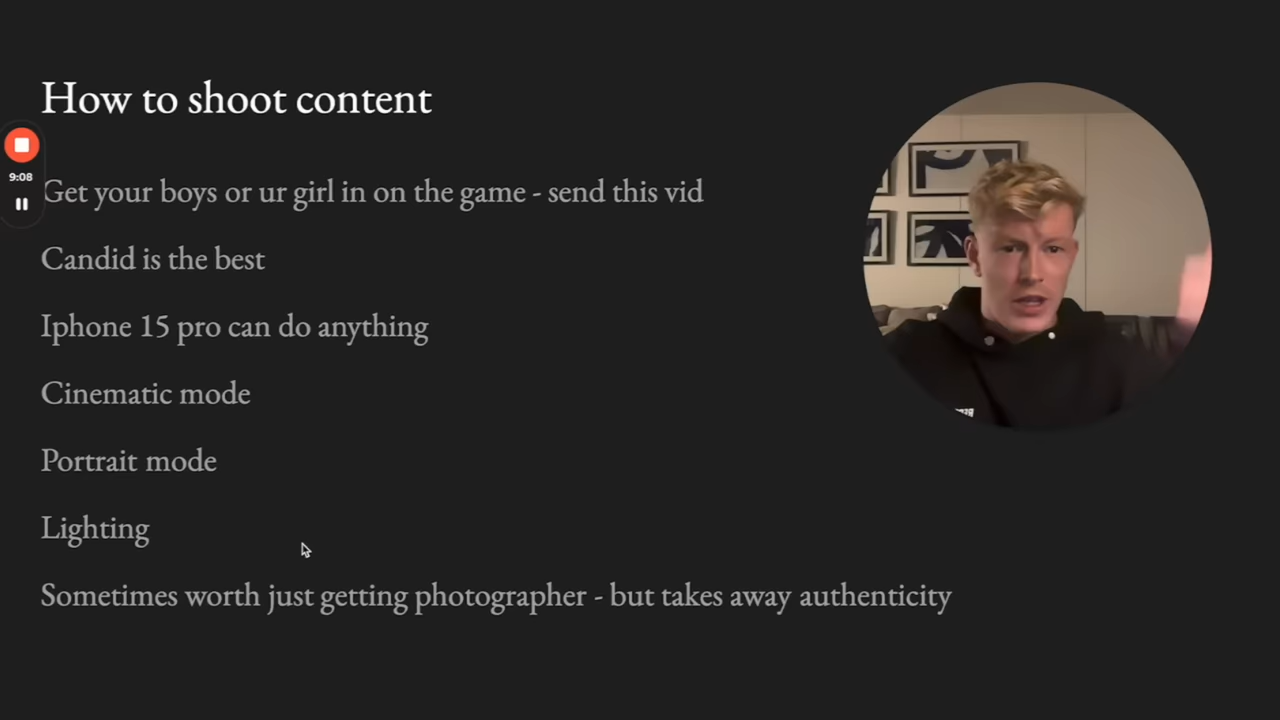 How to shoot content
9:08
Get your boys or ur girl in on the game - send this vid
Candid is the best
Iphone 15 pro can do anything
Cinematic mode
Portrait mode
Lighting
Sometimes worth just getting photographer - but takes away authenticity